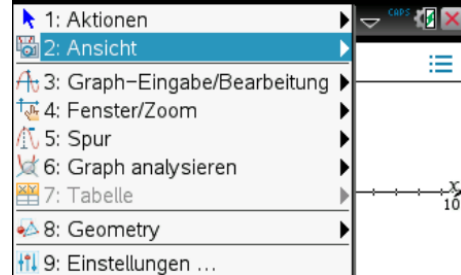 1: Aktionen
CAPS
2: Ansicht
3: Graph-Eingabe/Bearbeitung
4: Fenster/Zoom
5: Spur
6: Graph analysieren
7: Tabelle
x
10
8: Geometry
9: Einstellungen ...